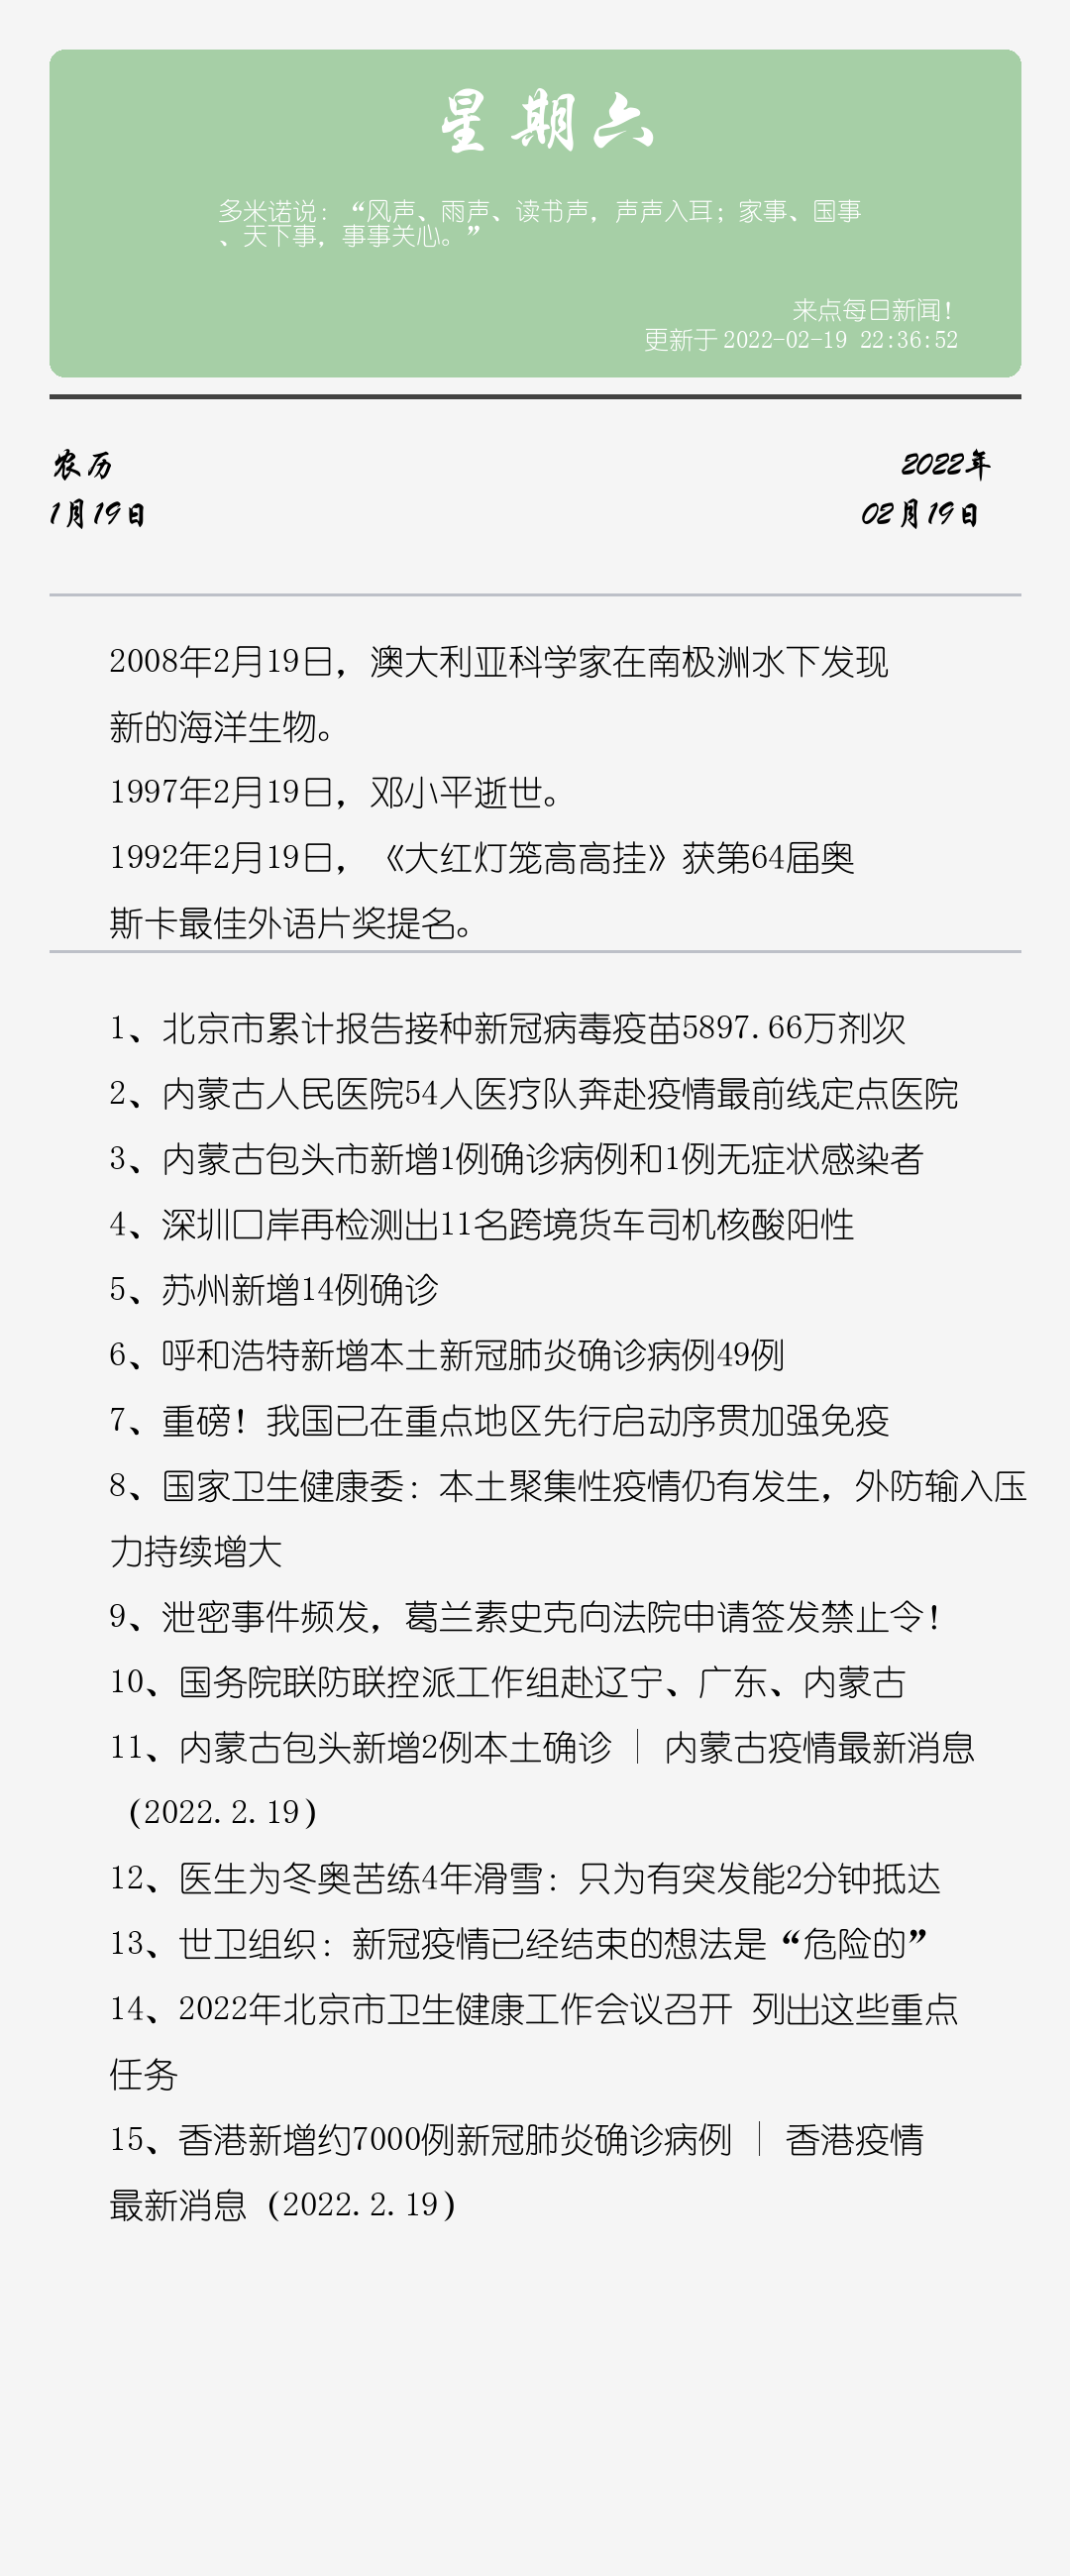 星期六
多米诺说：“风声、雨声、读书声，声声入耳；家事、国事
、天下事，事事关心。”
来点每日新闻！
更新于 2022-02-19 22:36:52
农历
2022年
1月19日
02月19日
2008年2月19日，澳大利亚科学家在南极洲水下发现
新的海洋生物。
1997年2月19日，邓小平逝世。
1992年2月19日，《大红灯笼高高挂》获第64届奥
斯卡最佳外语片奖提名。
1、北京市累计报告接种新冠病毒疫苗5897.66万剂次
2、内蒙古人民医院54人医疗队奔赴疫情最前线定点医院
3、内蒙古包头市新增1例确诊病例和1例无症状感染者
4、深圳口岸再检测出11名跨境货车司机核酸阳性
5、苏州新增14例确诊
6、呼和浩特新增本土新冠肺炎确诊病例49例
7、重磅！我国已在重点地区先行启动序贯加强免疫
8、国家卫生健康委：本土聚集性疫情仍有发生，外防输入压
力持续增大
9、泄密事件频发，葛兰素史克向法院申请签发禁止令！
10、国务院联防联控派工作组赴辽宁、广东、内蒙古
11、内蒙古包头新增2例本土确诊 ｜ 内蒙古疫情最新消息
（2022.2.19）
12、医生为冬奥苦练4年滑雪：只为有突发能2分钟抵达
13、世卫组织：新冠疫情已经结束的想法是“危险的”
14、2022年北京市卫生健康工作会议召开 列出这些重点
任务
15、香港新增约7000例新冠肺炎确诊病例 ｜ 香港疫情
最新消息（2022.2.19）